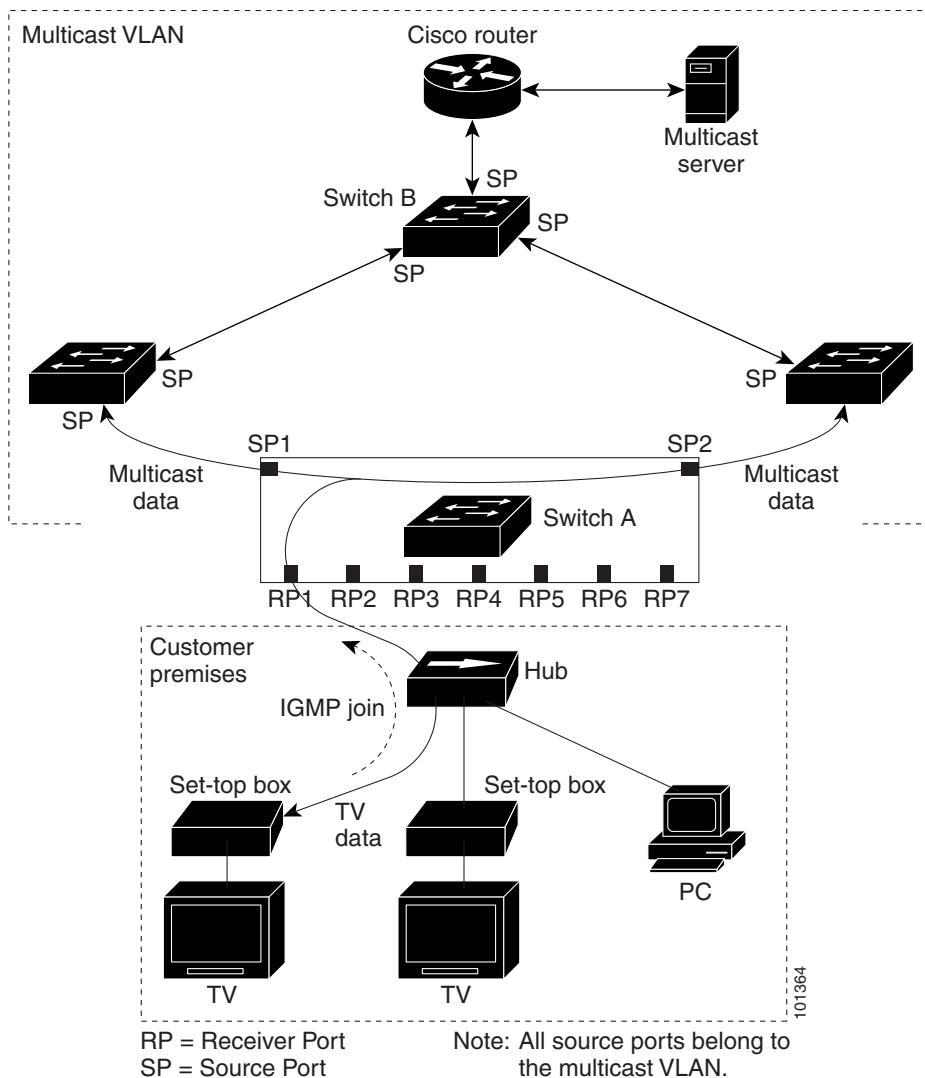 Multicast VLAN
Cisco router
Multicast
server
SP
Switch B
SP
SP
SP
SP
SP
SP1
SP2
Multicast
data
Multicast
data
Switch A
RP1 RP2 RP3 RP4 RP5 RP6 RP7
Customer
premises
Hub
IGMP join
Set-top box
Set-top box
TV
data
PC
TV
TV
101364
RP = Receiver Port
SP = Source Port
Note: All source ports belong to
the multicast VLAN.